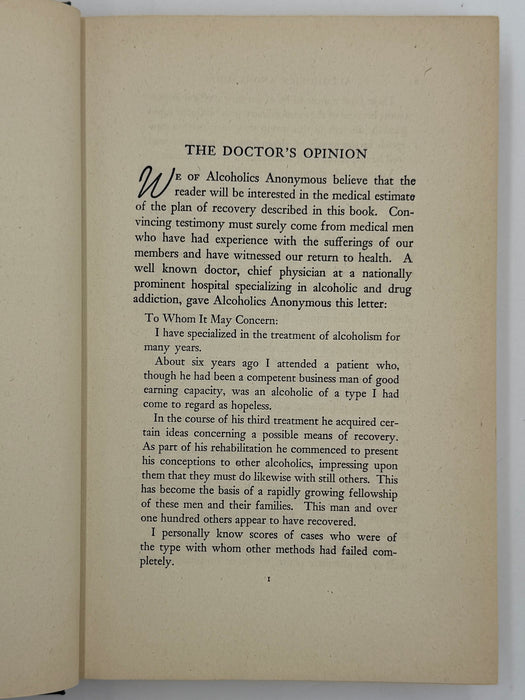 THE DOCTOR'S OPINION
WE OF Alcoholics Anonymous believe that the
reader will be interested in the medical estimate
of the plan of recovery described in this book. Con-
vincing testimony must surely come from medical men
who have had experience with the sufferings of our
members and have witnessed our return to health. A
well known doctor, chief physician at a nationally
prominent hospital specializing in alcoholic and drug
addiction, gave Alcoholics Anonymous this letter:
To Whom It May Concern:
I have specialized in the treatment of alcoholism for
many years.
About six years ago I attended a patient who,
though he had been a competent business man of good
earning capacity, was an alcoholic of a type I had
come to regard as hopeless.
In the course of his third treatment he acquired cer-
tain ideas concerning a possible means of recovery.
As part of his rehabilitation he commenced to present
his conceptions to other alcoholics, impressing upon
them that they must do likewise with still others. This
has become the basis of a rapidly growing fellowship
of these men and their families. This man and over
one hundred others appear to have recovered.
I personally know scores of cases who were of
the type with whom other methods had failed com-
pletely.
1